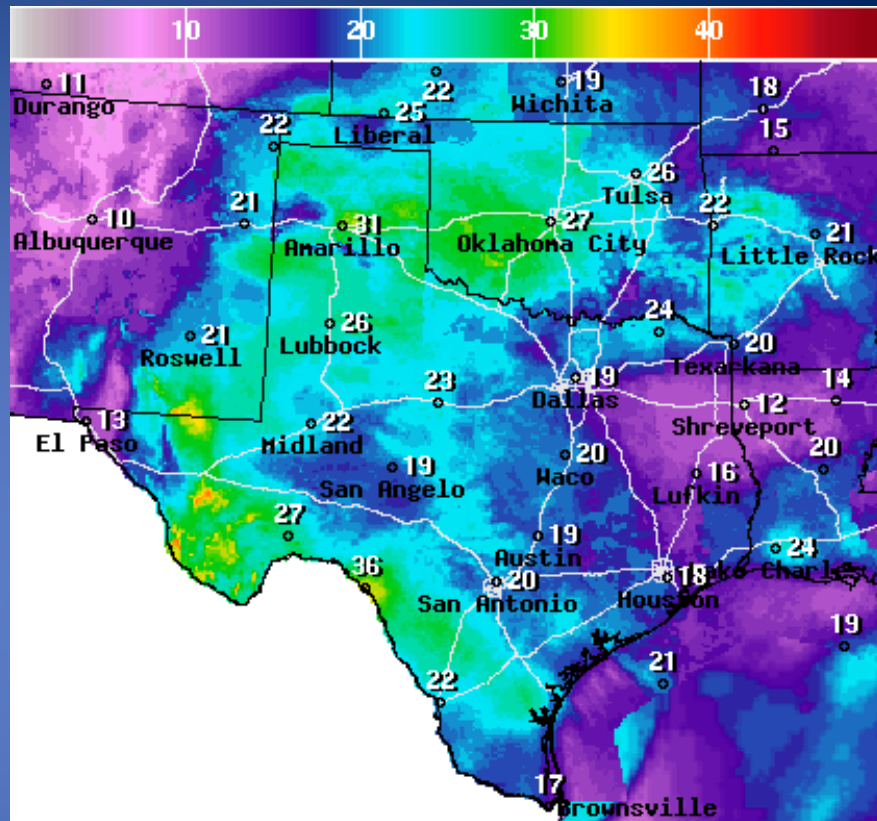 10 20 30 40
11
Durango
22
19
Wichita
18
25
Liberal
22
15
26
Tulsa
10
Albuquerque
21
31
Amarillo
27
Oklahoma City
22
21
Little Rock
21
Roswell
26
Lubbock
24
20
Texarkana
19
Dallas
23
12
Shreveport
14
13
El Paso
22
Midland
19
San Angelo
20
Waco
16
Lufkin
20
27
19
Austin
24
36
20
San Antonio
18
Houston
19
22
21
17
Brownsville